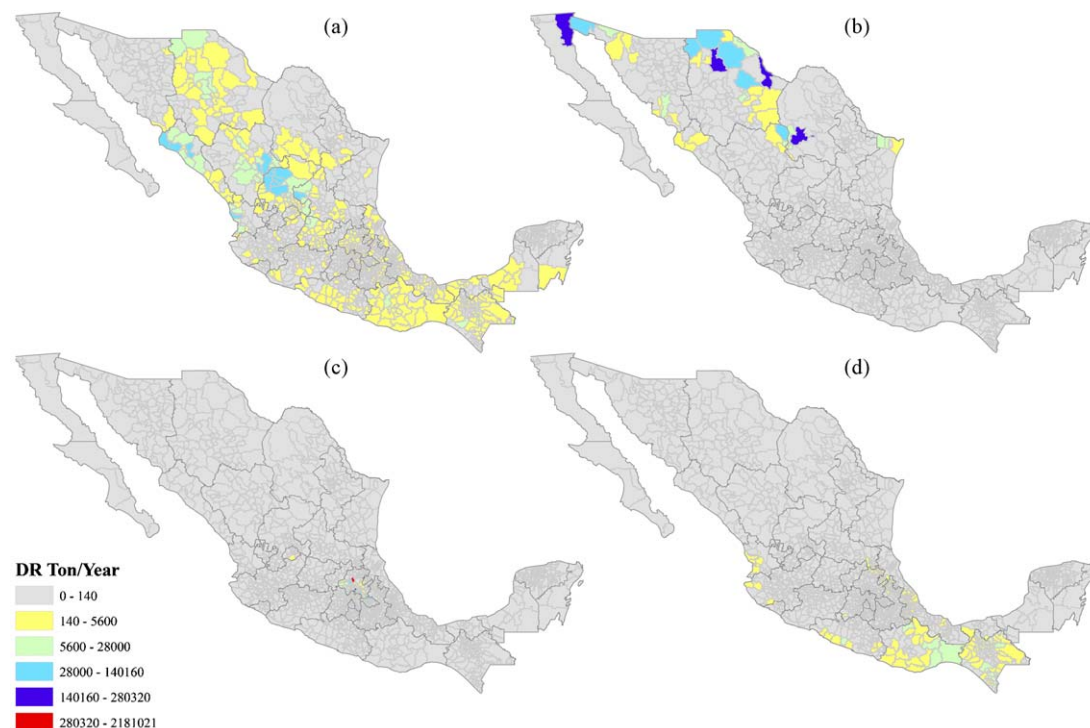 (a)
(b)
(c)
(d)
DR Ton/Year
0 - 140
140 - 5600
5600 - 28000
28000 - 140160
140160 - 280320
280320 - 2181021